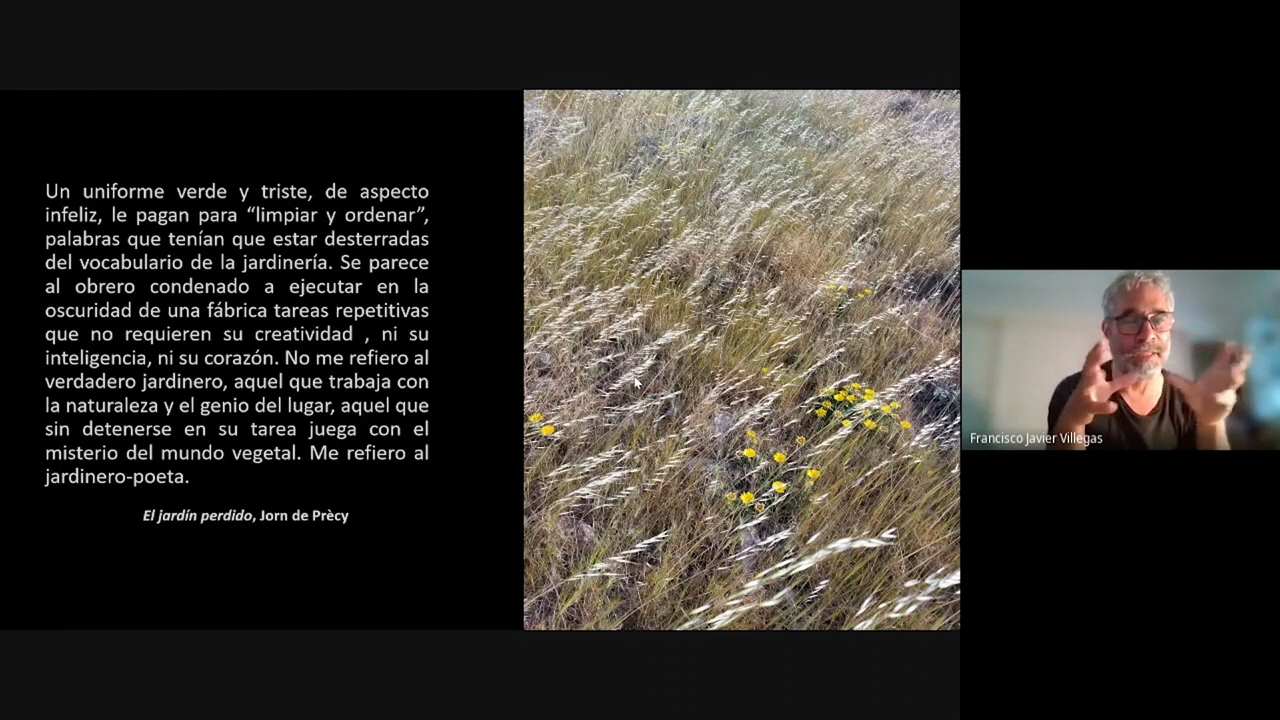 Un uniforme verde y triste, de aspecto
infeliz, le pagan para “limpiar y ordenar”,
palabras que tenían que estar desterradas
del vocabulario de la jardinería. Se parece
al obrero condenado a ejecutar en la
oscuridad de una fábrica tareas repetitivas
que no requieren su creatividad , ni su
inteligencia, ni su corazón. No me refiero al
verdadero jardinero, aquel que trabaja con
la naturaleza y el genio del lugar, aquel que
sin detenerse en su tarea juega con el
misterio del mundo vegetal. Me refiero al
jardinero-poeta.
El jardín perdido, Jorn de Prècy
Francisco Javier Villegas